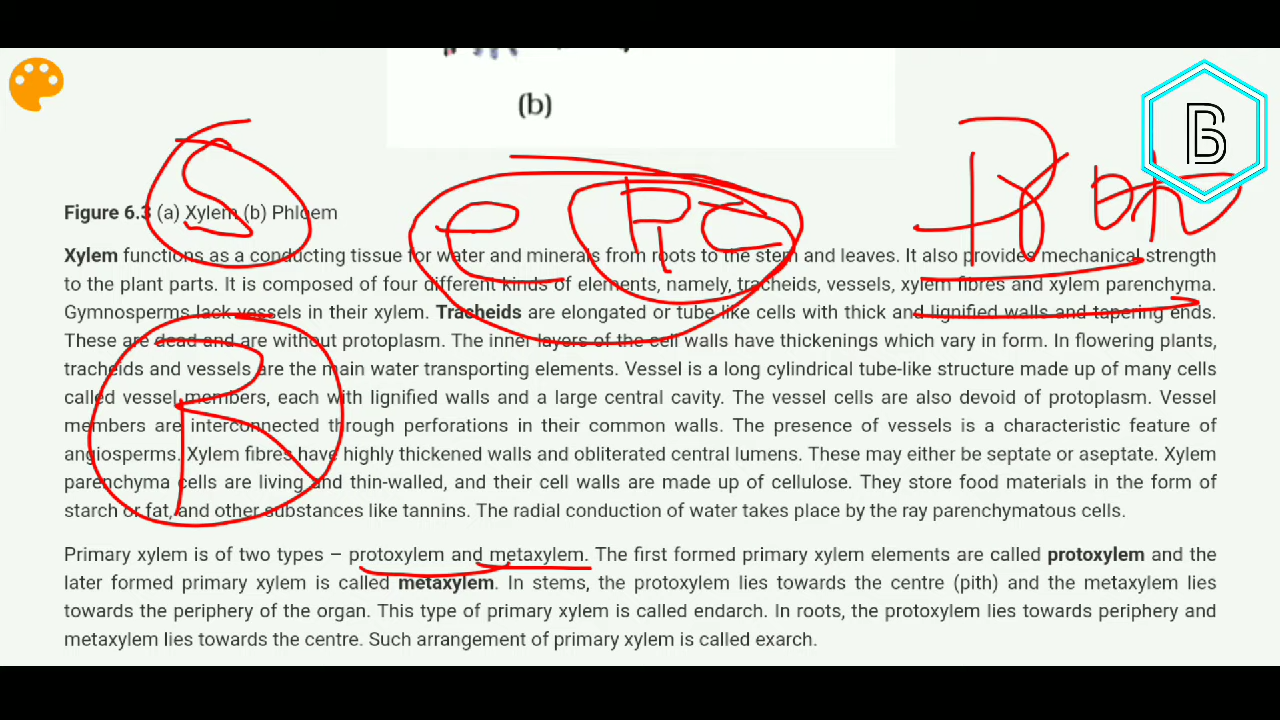 (b)
B
S
e PC
R
Figure 6.3 (a) Xylem (b) Phloem
Xylem functions as a conducting tissue for water and minerals from roots to the stem and leaves. It also provides mechanical strength
to the plant parts. It is composed of four different kinds of elements, namely, tracheids, vessels, xylem fibres and xylem parenchyma.
Gymnosperms lack vessels in their xylem. Tracheids are elongated or tube like cells with thick and lignified walls and tapering ends.
These are dead and are without protoplasm. The inner layers of the cell walls have thickenings which vary in form. In flowering plants,
tracheids and vessels are the main water transporting elements. Vessel is a long cylindrical tube-like structure made up of many cells
called vessel members, each with lignified walls and a large central cavity. The vessel cells are also devoid of protoplasm. Vessel
members are interconnected through perforations in their common walls. The presence of vessels is a characteristic feature of
angiosperms. Xylem fibres have highly thickened walls and obliterated central lumens. These may either be septate or aseptate. Xylem
parenchyma cells are living and thin-walled, and their cell walls are made up of cellulose. They store food materials in the form of
starch or fat, and other substances like tannins. The radial conduction of water takes place by the ray parenchymatous cells.
Primary xylem is of two types – protoxylem and metaxylem. The first formed primary xylem elements are called protoxylem and the
later formed primary xylem is called metaxylem. In stems, the protoxylem lies towards the centre (pith) and the metaxylem lies
towards the periphery of the organ. This type of primary xylem is called endarch. In roots, the protoxylem lies towards periphery and
metaxylem lies towards the centre. Such arrangement of primary xylem is called exarch.